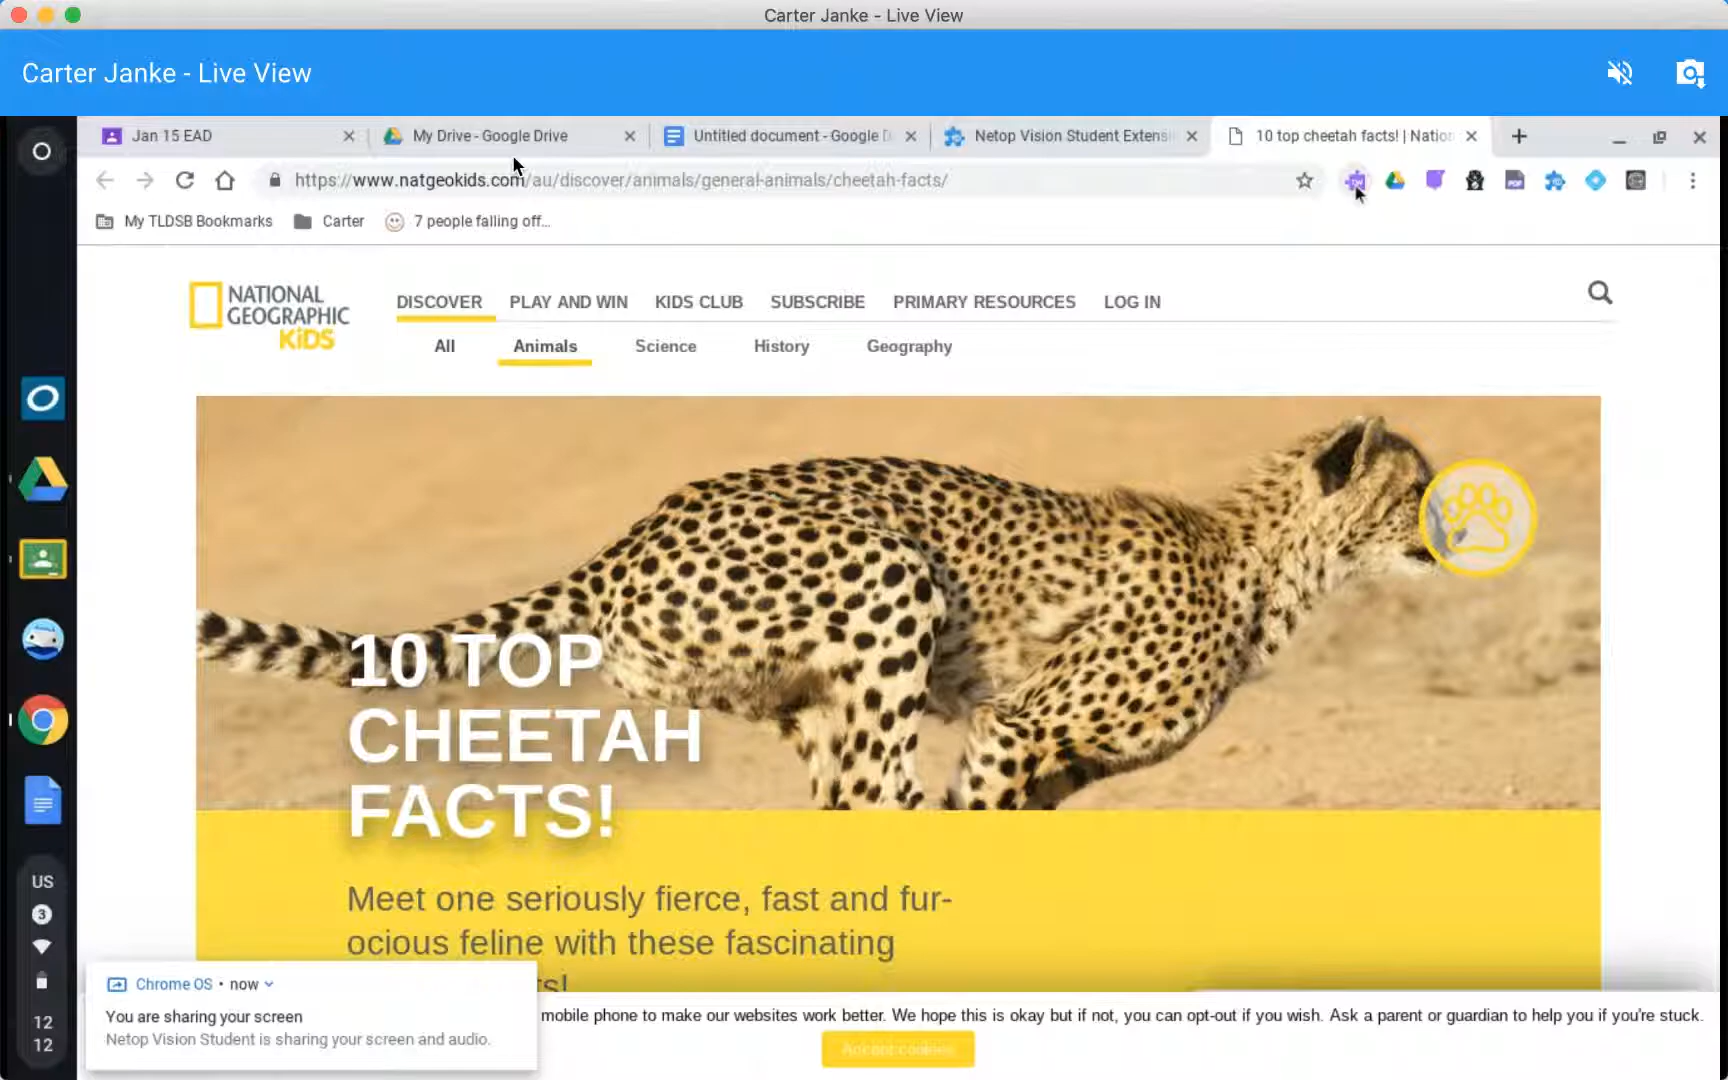 Carter Janke - Live View
Carter Janke - Live View
Jan 15 EAD
My Drive - Google Drive
Untitled document - Google D
Netop Vision Student Extensi
10 top cheetah facts! | Nation
https://www.natgeokids.com/au/discover/animals/general-animals/cheetah-facts/
PDF
My TLDSB Bookmarks
Carter
7 people falling off...
NATIONAL
GEOGRAPHIC
KiDS
DISCOVER
PLAY AND WIN
KIDS CLUB
SUBSCRIBE
PRIMARY RESOURCES
LOG IN
All
Animals
Science
History
Geography
10 TOP
CHEETAH
FACTS!
Meet one seriously fierce, fast and fur-
ocious feline with these fascinating
US
3
12
12
Chrome OS • now
You are sharing your screen
Netop Vision Student is sharing your screen and audio.
mobile phone to make our websites work better. We hope this is okay but if not, you can opt-out if you wish. Ask a parent or guardian to help you if you're stuck.
Accept cookies